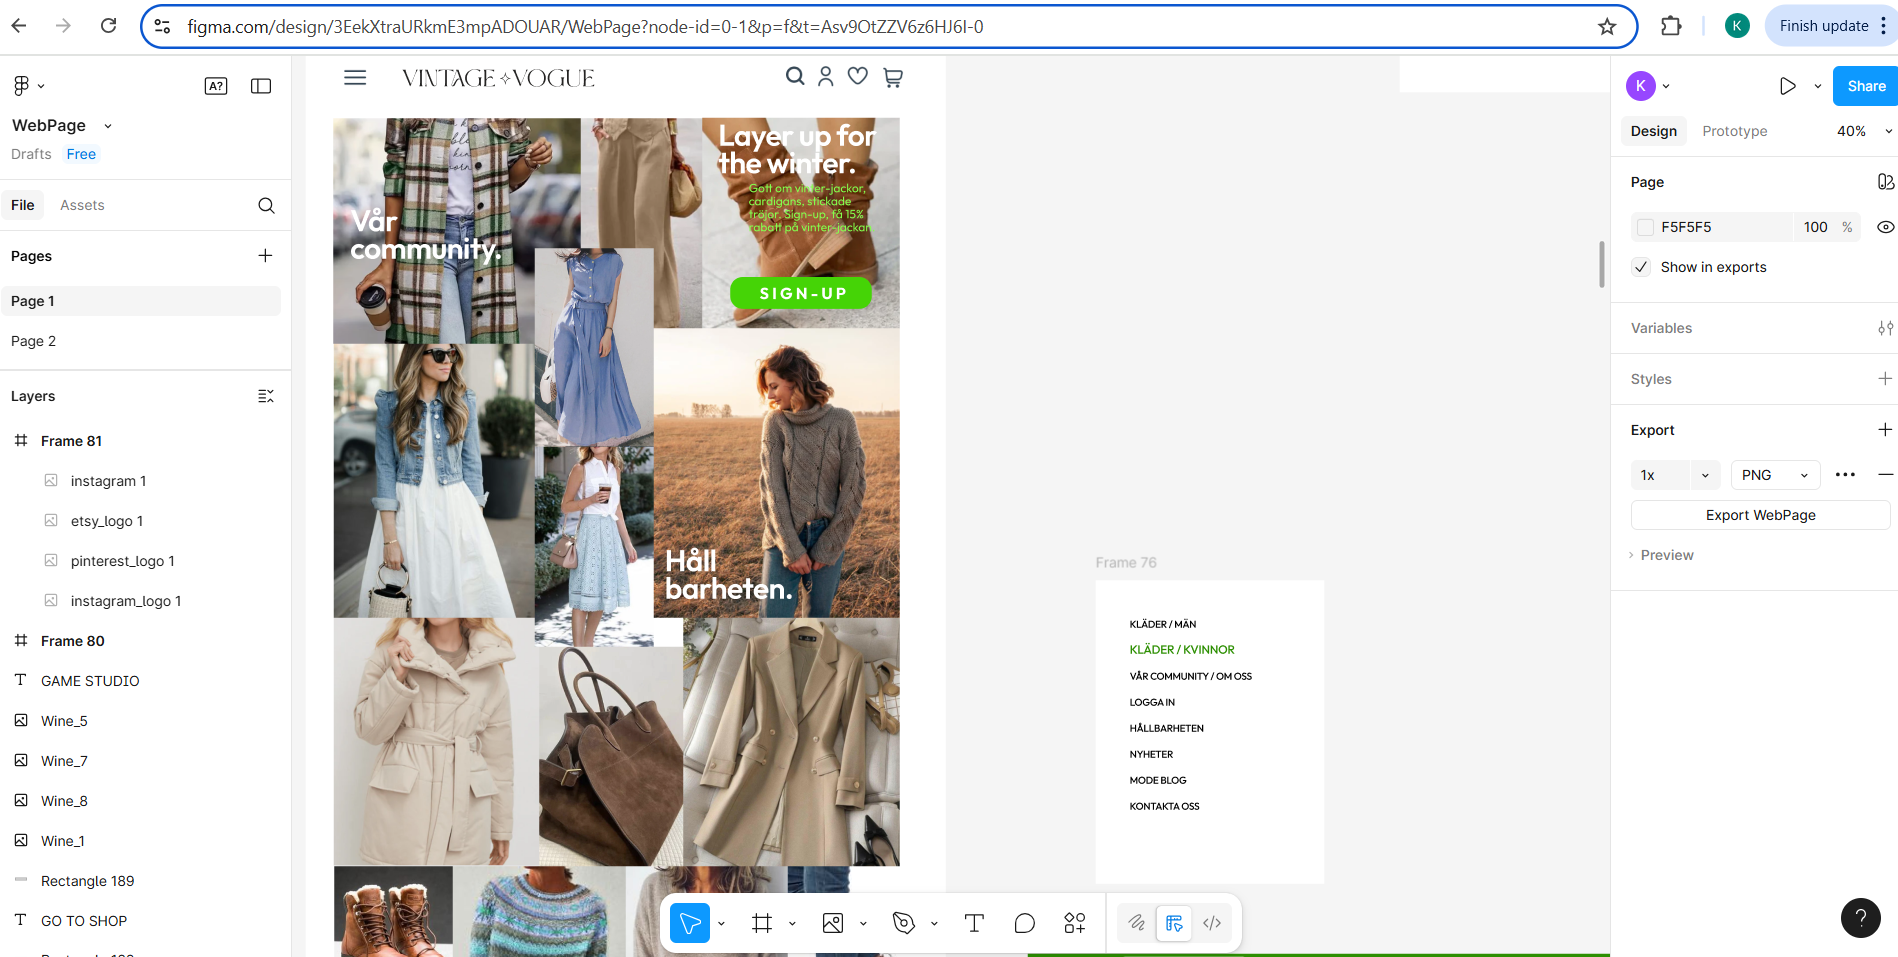 figma.com/design/3EekXtraURkmE3mpADOUAR/WebPage?node-id=0-1&p=f&t=Asv9OtZZV6z6HJ6I-0
K
Finish update
A?
WebPage
Drafts
Free
File
Assets
Pages
Page 1
Page 2
Layers
Frame 81
instagram 1
etsy_logo 1
pinterest_logo 1
instagram_logo 1
Frame 80
GAME STUDIO
Wine_5
Wine_7
Wine_8
Wine_1
Rectangle 189
GO TO SHOP
VINTAGE VOGUE
Vår
community.
Layer up for
the winter.
Gott om vinter-jackor,
cardigans, stickade
tröjor. Sign-up, få 15%
rabatt på vinter-jackan
SIGN-UP
Håll
barheten.
Frame 76
KLÄDER / MÄN
KLÄDER / KVINNOR
VÅR COMMUNITY / OM OSS
LOGGA IN
HÅLLBARHETEN
NYHETER
MODE BLOG
KONTAKTA OSS
K
Share
Design
Prototype
40%
Page
F5F5F5
100
%
Show in exports
Variables
Styles
Export
1x
PNG
Export WebPage
Preview
?